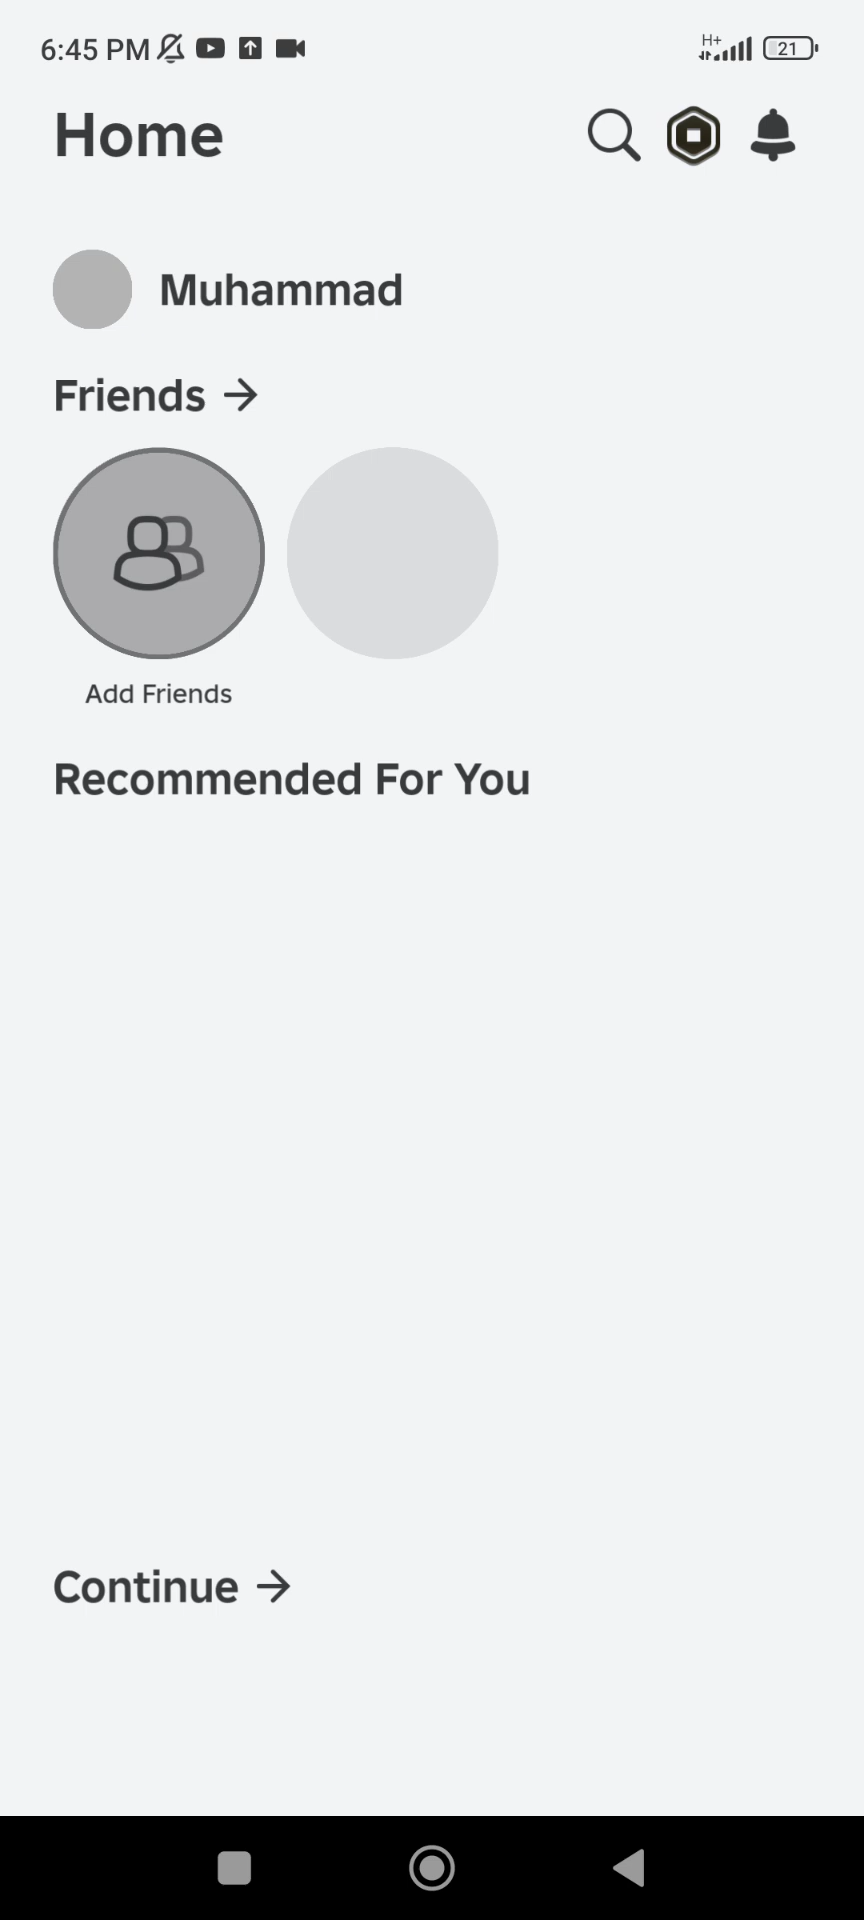 6:45 PM
H+
21
Home
Muhammad
Friends
Add Friends
Recommended For You
Continue